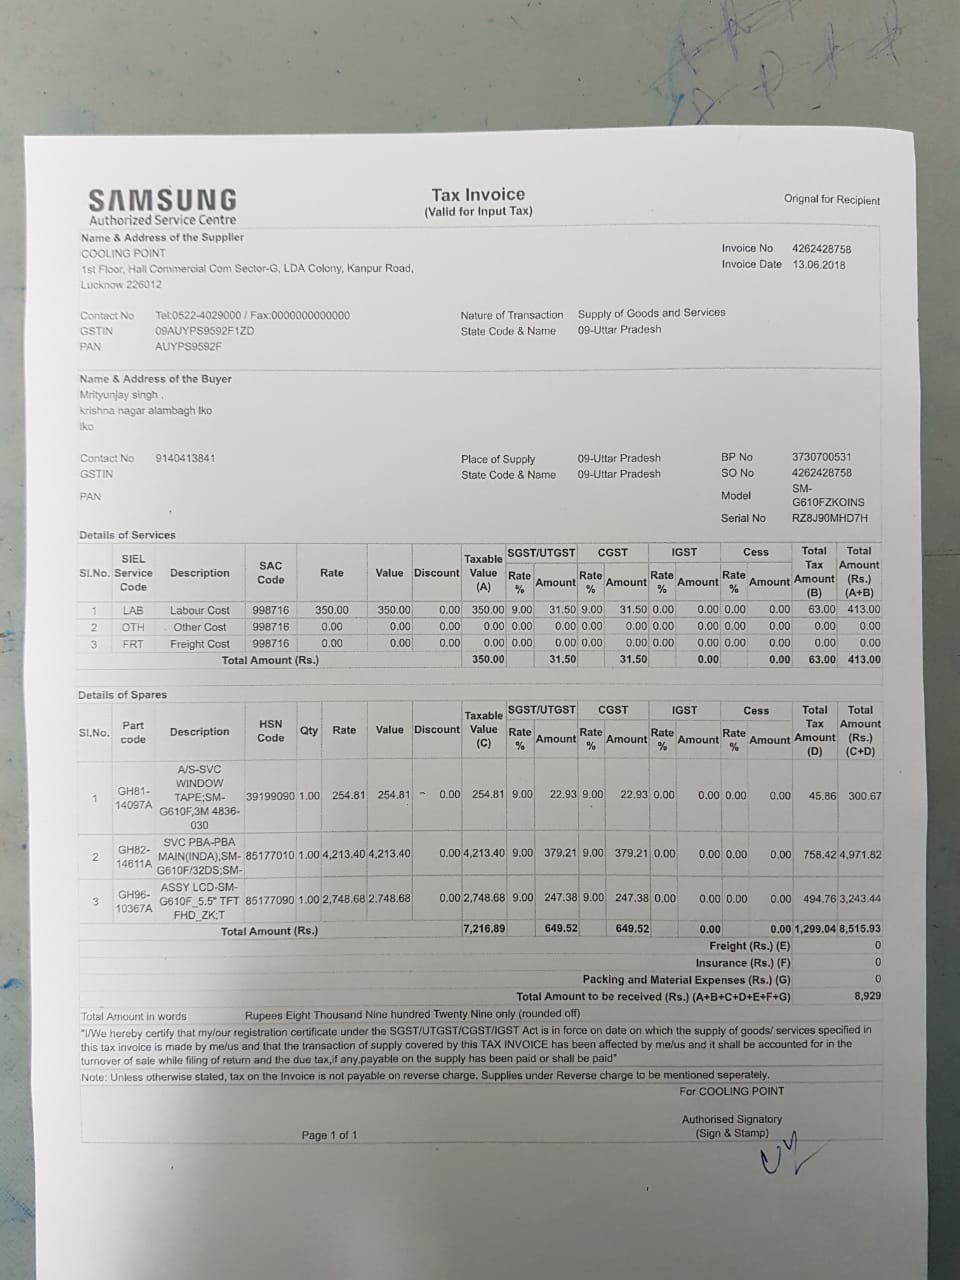 SAMSUNG
Authorized Service Centre
Tax Invoice
(Valid for Input Tax)
Orignal for Recipient
Name & Address of the Supplier
COOLING POINT
1st Floor, Hall Commercial Com Sector-G, LDA Colony, Kanpur Road,
Lucknow 226012
Invoice No 4262428758
Invoice Date 13.06.2018
Contact No Tel:0522-4029000 / Fax:0000000000000
GSTIN 09AUYPS9592F1ZD
PAN AUYPS9592F
Nature of Transaction Supply of Goods and Services
State Code & Name 09-Uttar Pradesh
Name & Address of the Buyer
Mrityunjay singh .
krishna nagar alambagh lko
lko
Contact No 9140413841
GSTIN
PAN
Place of Supply 09-Uttar Pradesh
State Code & Name 09-Uttar Pradesh
BP No 3730700531
SO No 4262428758
Model SM-G610FZKOINS
Serial No RZ8J90MHD7H
Details of Services
Sl.No. SIEL Service Code Description SAC Code Rate Value Discount Taxable Value (A) SGST/UTGST Rate % Amount CGST Rate % Amount IGST Rate % Amount Cess Rate % Amount Total Tax Amount (B) Total Amount (Rs.) (A+B)
1 LAB Labour Cost 998716 350.00 350.00 0.00 350.00 9.00 31.50 9.00 31.50 0.00 0.00 0.00 0.00 63.00 413.00
2 OTH Other Cost 998716 0.00 0.00 0.00 0.00 0.00 0.00 0.00 0.00 0.00 0.00 0.00 0.00 0.00 0.00
3 FRT Freight Cost 998716 0.00 0.00 0.00 0.00 0.00 0.00 0.00 0.00 0.00 0.00 0.00 0.00 0.00 0.00
Total Amount (Rs.) 350.00 31.50 31.50 0.00 0.00 63.00 413.00
Details of Spares
Sl.No. Part code Description HSN Code Qty Rate Value Discount Taxable Value (C) SGST/UTGST Rate % Amount CGST Rate % Amount IGST Rate % Amount Cess Rate % Amount Total Tax Amount (D) Total Amount (Rs.) (C+D)
1 GH81-14097A A/S-SVC WINDOW TAPE;SM-G610F,3M 4836-030 39199090 1.00 254.81 254.81 0.00 254.81 9.00 22.93 9.00 22.93 0.00 0.00 0.00 0.00 45.86 300.67
2 GH82-14611A SVC PBA-PBA MAIN(INDA),SM-G610F/32DS;SM- 85177010 1.00 4,213.40 4,213.40 0.00 4,213.40 9.00 379.21 9.00 379.21 0.00 0.00 0.00 0.00 758.42 4,971.82
3 GH96-10367A ASSY LCD-SM-G610F_5.5" TFT FHD_ZK;T 85177090 1.00 2,748.68 2,748.68 0.00 2,748.68 9.00 247.38 9.00 247.38 0.00 0.00 0.00 0.00 494.76 3,243.44
Total Amount (Rs.) 7,216.89 649.52 649.52 0.00 0.00 1,299.04 8,515.93
Freight (Rs.) (E) 0
Insurance (Rs.) (F) 0
Packing and Material Expenses (Rs.) (G) 0
Total Amount to be received (Rs.) (A+B+C+D+E+F+G) 8,929
Total Amount in words Rupees Eight Thousand Nine hundred Twenty Nine only (rounded off)
"I/We hereby certify that my/our registration certificate under the SGST/UTGST/CGST/IGST Act is in force on date on which the supply of goods/ services specified in
this tax invoice is made by me/us and that the transaction of supply covered by this TAX INVOICE has been affected by me/us and it shall be accounted for in the
turnover of sale while filing of return and the due tax,if any,payable on the supply has been paid or shall be paid"
Note: Unless otherwise stated, tax on the Invoice is not payable on reverse charge. Supplies under Reverse charge to be mentioned seperately.
For COOLING POINT
Authorised Signatory
(Sign & Stamp)
Page 1 of 1